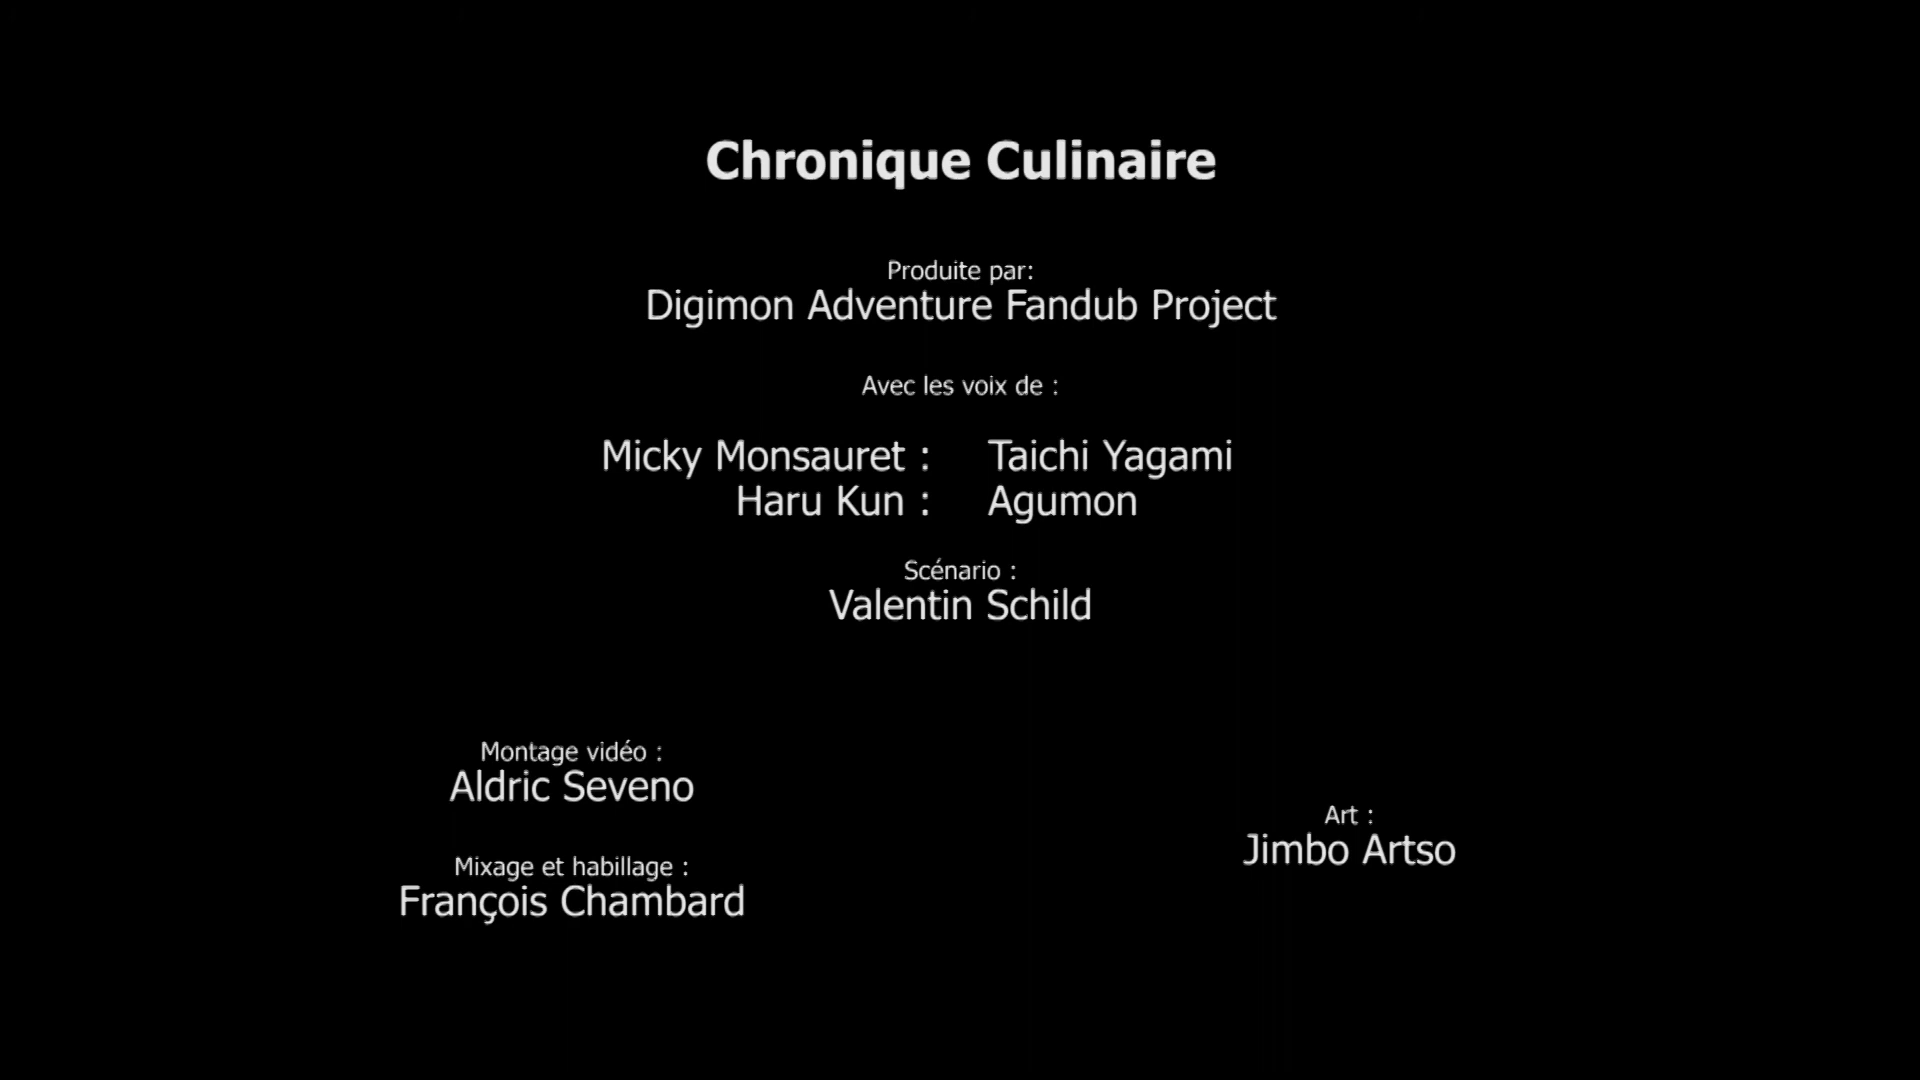 Chronique Culinaire
Produite par:
Digimon Adventure Fandub Project
Avec les voix de :
Micky Monsauret : Taichi Yagami
Haru Kun : Agumon
Scénario :
Valentin Schild
Montage vidéo :
Aldric Seveno
Mixage et habillage :
François Chambard
Art :
Jimbo Artso